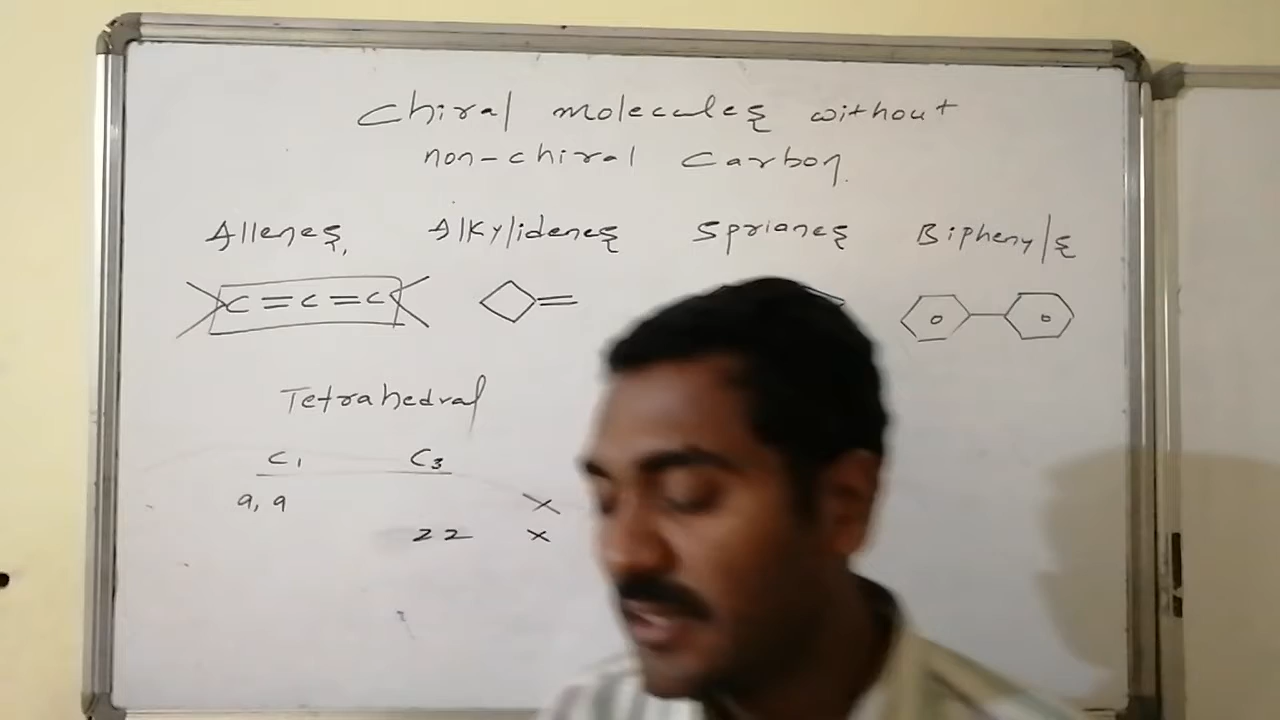 Chiral molecules without
non-chiral Carbon.
Allenes, Alkylidenes Sprianes Biphenyls
C=C=C
Tetrahedral
C1 C3
a, a x
z z x